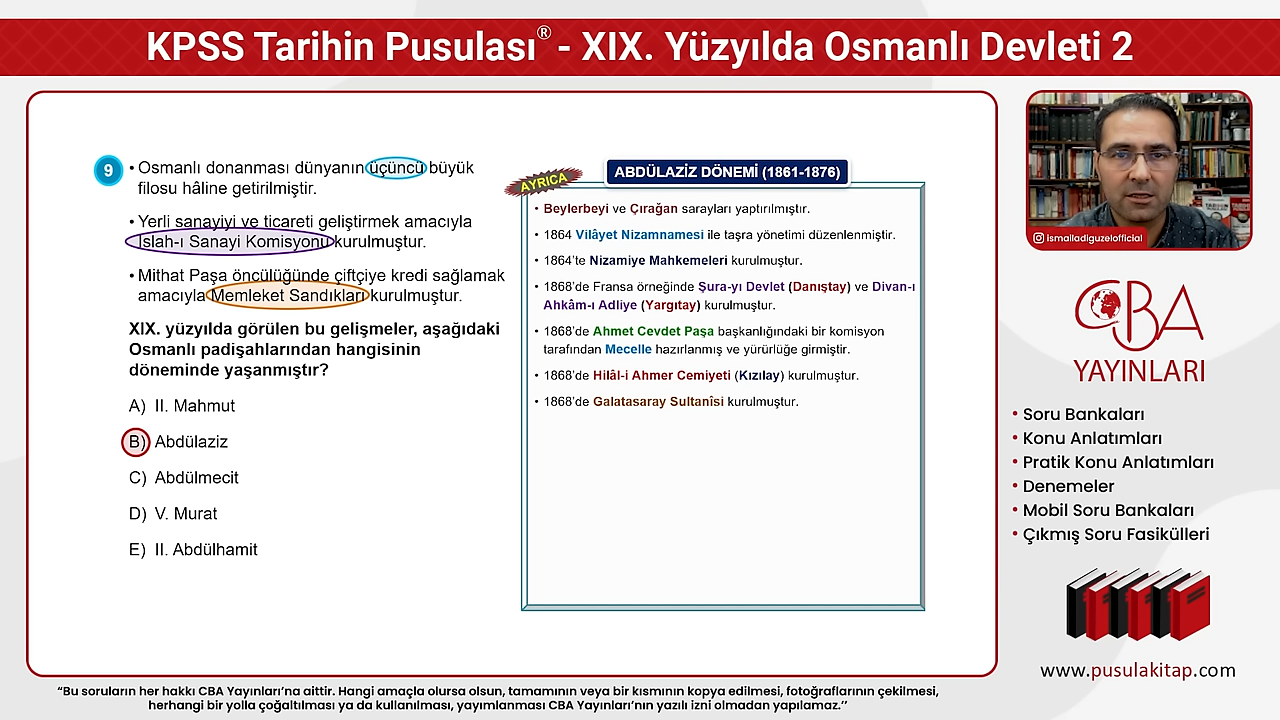 KPSS Tarihin Pusulası® - XIX. Yüzyılda Osmanlı Devleti 2
9
• Osmanlı donanması dünyanın üçüncü büyük
filosu hâline getirilmiştir.
• Yerli sanayiyi ve ticareti geliştirmek amacıyla
Islah-ı Sanayi Komisyonu kurulmuştur.
• Mithat Paşa öncülüğünde çiftçiye kredi sağlamak
amacıyla Memleket Sandıkları kurulmuştur.
XIX. yüzyılda görülen bu gelişmeler, aşağıdaki
Osmanlı padişahlarından hangisinin
döneminde yaşanmıştır?
A) II. Mahmut
B) Abdülaziz
C) Abdülmecit
D) V. Murat
E) II. Abdülhamit
AYRICA
ABDÜLAZİZ DÖNEMİ (1861-1876)
• Beylerbeyi ve Çırağan sarayları yaptırılmıştır.
• 1864 Vilâyet Nizamnamesi ile taşra yönetimi düzenlenmiştir.
• 1864'te Nizamiye Mahkemeleri kurulmuştur.
• 1868'de Fransa örneğinde Şura-yı Devlet (Danıştay) ve Divan-ı
Ahkâm-ı Adliye (Yargıtay) kurulmuştur.
• 1868'de Ahmet Cevdet Paşa başkanlığındaki bir komisyon
tarafından Mecelle hazırlanmış ve yürürlüğe girmiştir.
• 1868'de Hilâl-i Ahmer Cemiyeti (Kızılay) kurulmuştur.
• 1868'de Galatasaray Sultanîsi kurulmuştur.
ismailadiguzelofficial
CBA
YAYINLARI
• Soru Bankaları
• Konu Anlatımları
• Pratik Konu Anlatımları
• Denemeler
• Mobil Soru Bankaları
• Çıkmış Soru Fasikülleri
www.pusulakitap.com
“Bu soruların her hakkı CBA Yayınları’na aittir. Hangi amaçla olursa olsun, tamamının veya bir kısmının kopya edilmesi, fotoğraflarının çekilmesi,
herhangi bir yolla çoğaltılması ya da kullanılması, yayımlanması CBA Yayınları’nın yazılı izni olmadan yapılamaz.’’